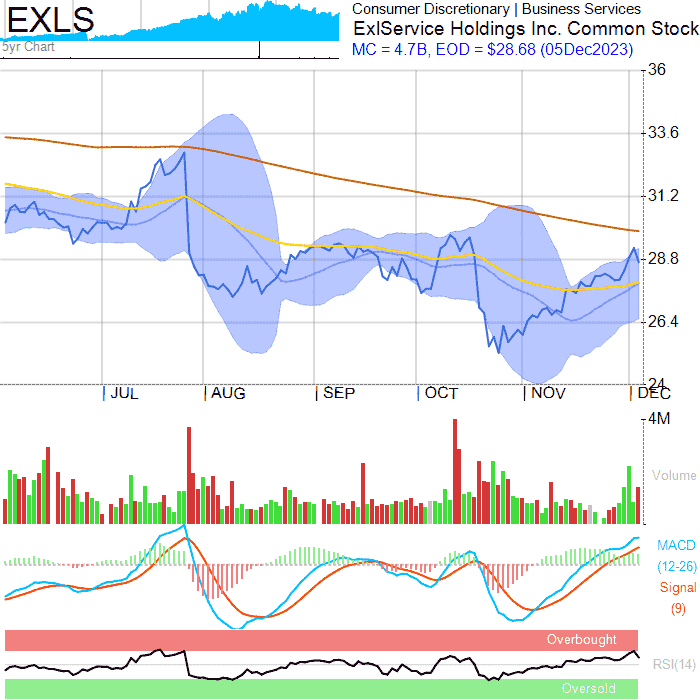 EXLS
5yr Chart
Consumer Discretionary | Business Services
ExlService Holdings Inc. Common Stock
MC = 4.7B, EOD = $28.68 (05Dec2023)
36
33.6
31.2
28.8
26.4
24
JUL AUG SEP OCT NOV DEC
4M
Volume
MACD
(12-26)
Signal
(9)
Overbought
RSI(14)
Oversold